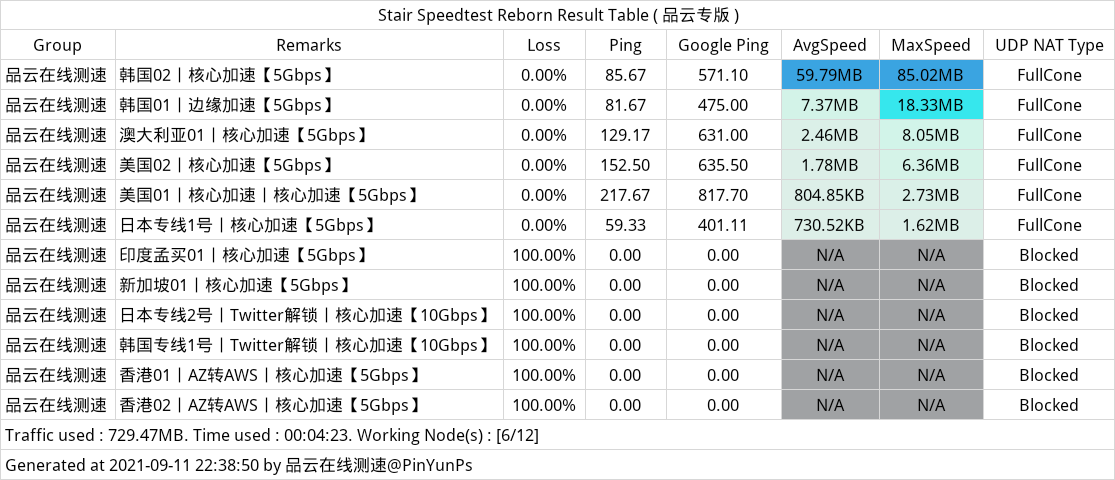 Stair Speedtest Reborn Result Table ( 品云专版 )
Group Remarks Loss Ping Google Ping AvgSpeed MaxSpeed UDP NAT Type
品云在线测速 韩国02丨核心加速【5Gbps】 0.00% 85.67 571.10 59.79MB 85.02MB FullCone
品云在线测速 韩国01丨边缘加速【5Gbps】 0.00% 81.67 475.00 7.37MB 18.33MB FullCone
品云在线测速 澳大利亚01丨核心加速【5Gbps】 0.00% 129.17 631.00 2.46MB 8.05MB FullCone
品云在线测速 美国02丨核心加速【5Gbps】 0.00% 152.50 635.50 1.78MB 6.36MB FullCone
品云在线测速 美国01丨核心加速丨核心加速【5Gbps】 0.00% 217.67 817.70 804.85KB 2.73MB FullCone
品云在线测速 日本专线1号丨核心加速【5Gbps】 0.00% 59.33 401.11 730.52KB 1.62MB FullCone
品云在线测速 印度孟买01丨核心加速【5Gbps】 100.00% 0.00 0.00 N/A N/A Blocked
品云在线测速 新加坡01丨核心加速【5Gbps】 100.00% 0.00 0.00 N/A N/A Blocked
品云在线测速 日本专线2号丨Twitter解锁丨核心加速【10Gbps】 100.00% 0.00 0.00 N/A N/A Blocked
品云在线测速 韩国专线1号丨Twitter解锁丨核心加速【10Gbps】 100.00% 0.00 0.00 N/A N/A Blocked
品云在线测速 香港01丨AZ转AWS丨核心加速【5Gbps】 100.00% 0.00 0.00 N/A N/A Blocked
品云在线测速 香港02丨AZ转AWS丨核心加速【5Gbps】 100.00% 0.00 0.00 N/A N/A Blocked
Traffic used : 729.47MB. Time used : 00:04:23. Working Node(s) : [6/12]
Generated at 2021-09-11 22:38:50 by 品云在线测速@PinYunPs